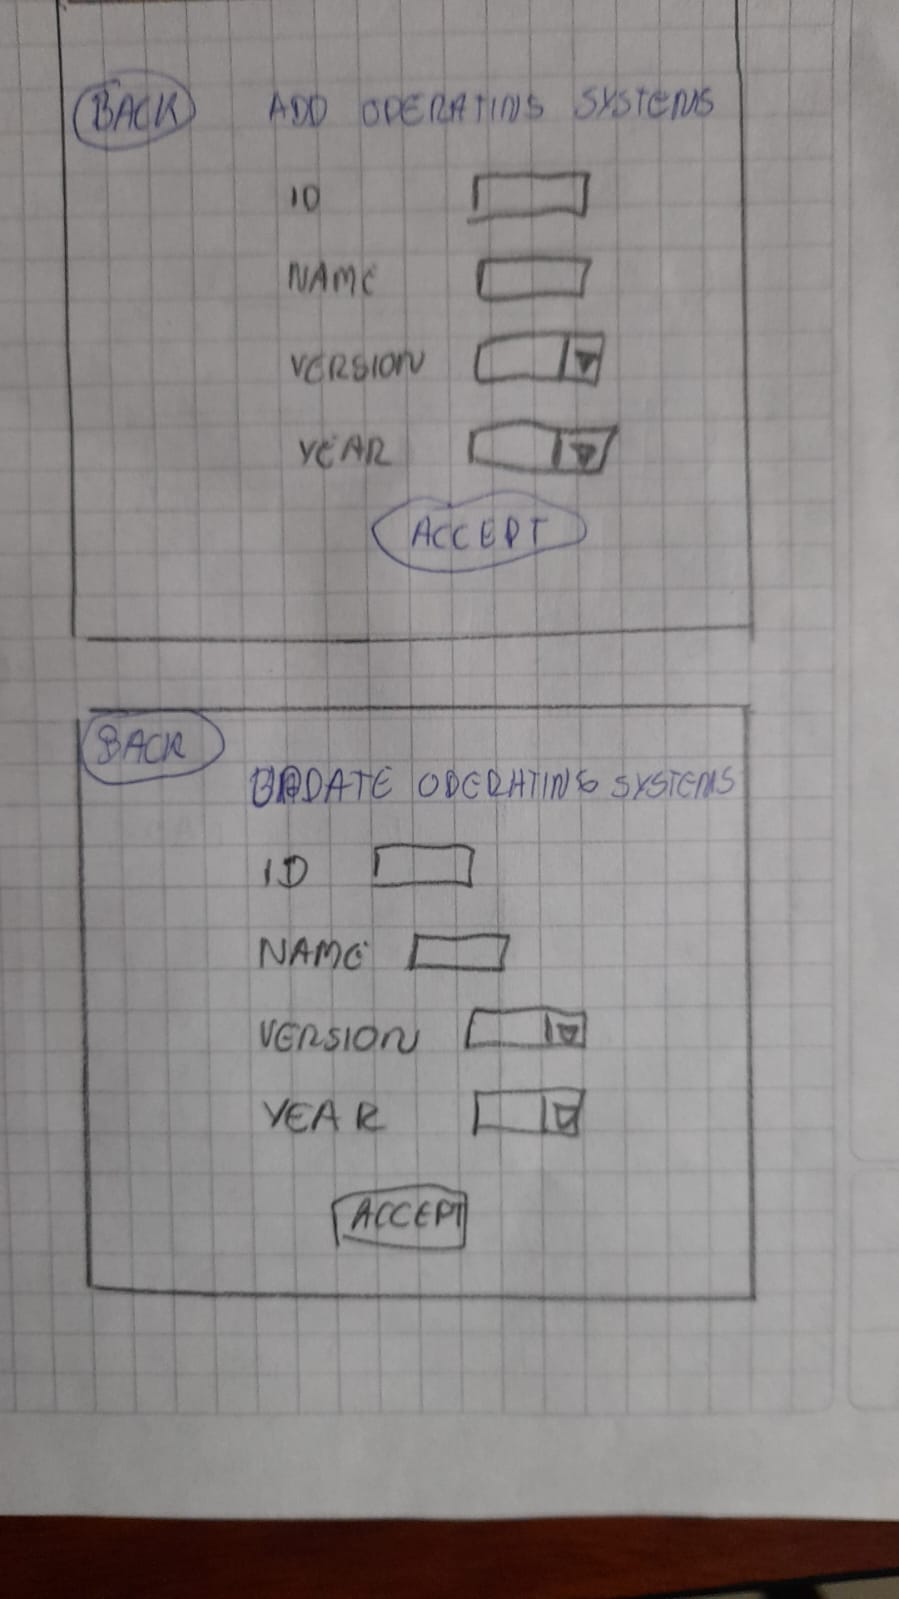 BACK ADD OPERATING SYSTEMS
ID
NAME
VERSION
YEAR
ACCEPT
BACK
UPDATE OPERATING SYSTEMS
ID
NAME
VERSION
YEAR
ACCEPT